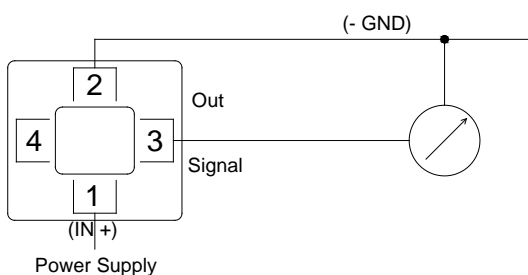 (- GND)
2
Out
4
3
Signal
1
(IN +)
Power Supply